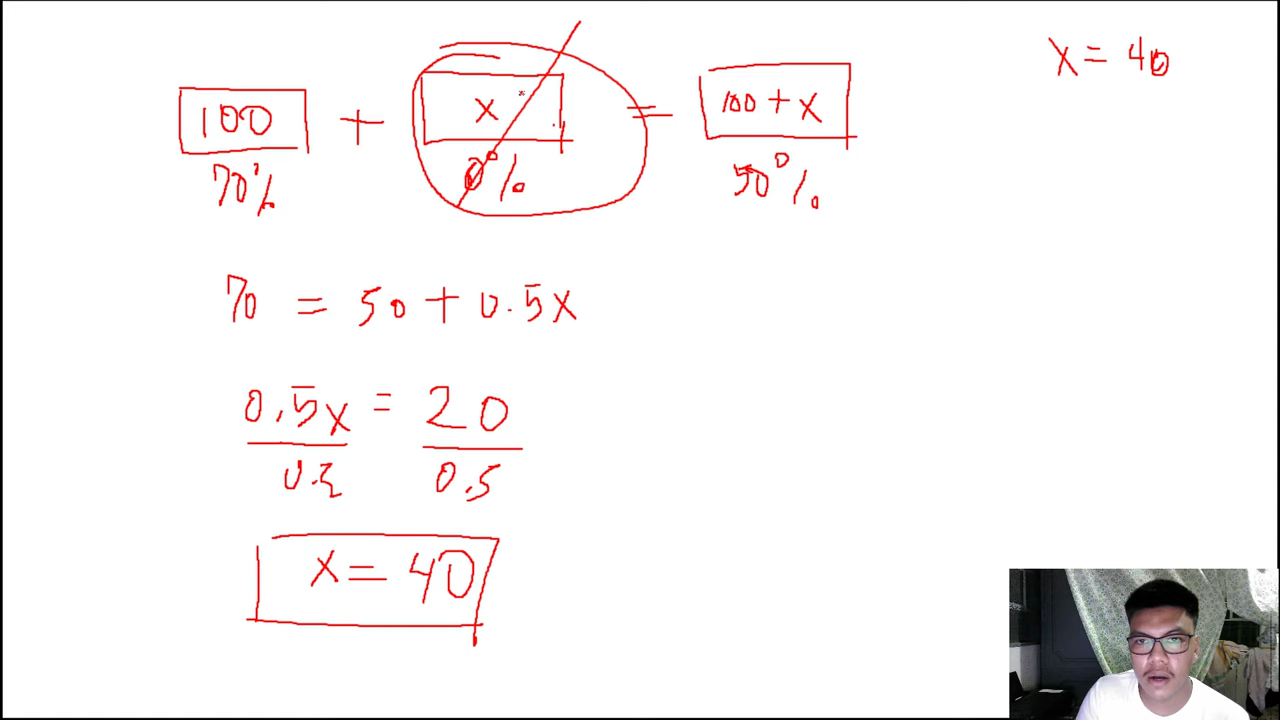 x = 40
100 + x = 100 + x
70% 0% 50%
70 = 50 + 0.5x
0.5x = 20
0.5 0.5
x = 40